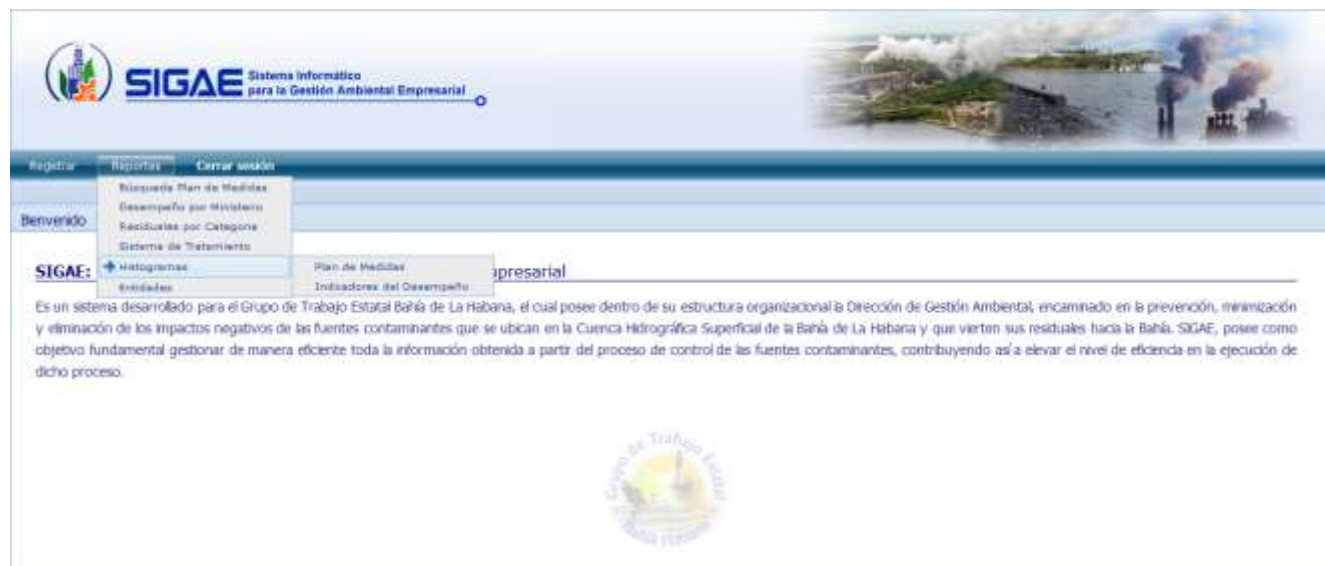 SIGAE Sistema Informático
para la Gestión Ambiental Empresarial
Registrar Reportes Cerrar sesión
Búsqueda Plan de Medidas
Desempeño por Ministerio
Bienvenido
Residuales por Categoría
Sistema de Tratamiento
Histogramas
Plan de Medidas
Entidades
Indicadores del Desempeño
SIGAE: presarial
Es un sistema desarrollado para el Grupo de Trabajo Estatal Bahía de La Habana, el cual posee dentro de su estructura organizacional la Dirección de Gestión Ambiental, encaminado en la prevención, minimización
y eliminación de los impactos negativos de las fuentes contaminantes que se ubican en la Cuenca Hidrográfica Superficial de la Bahía de La Habana y que vierten sus residuales hacia la Bahía. SIGAE, posee como
objetivo fundamental gestionar de manera eficiente toda la información obtenida a partir del proceso de control de las fuentes contaminantes, contribuyendo así a elevar el nivel de eficiencia en la ejecución de
dicho proceso.
Grupo de Trabajo Estatal
Bahía Habana